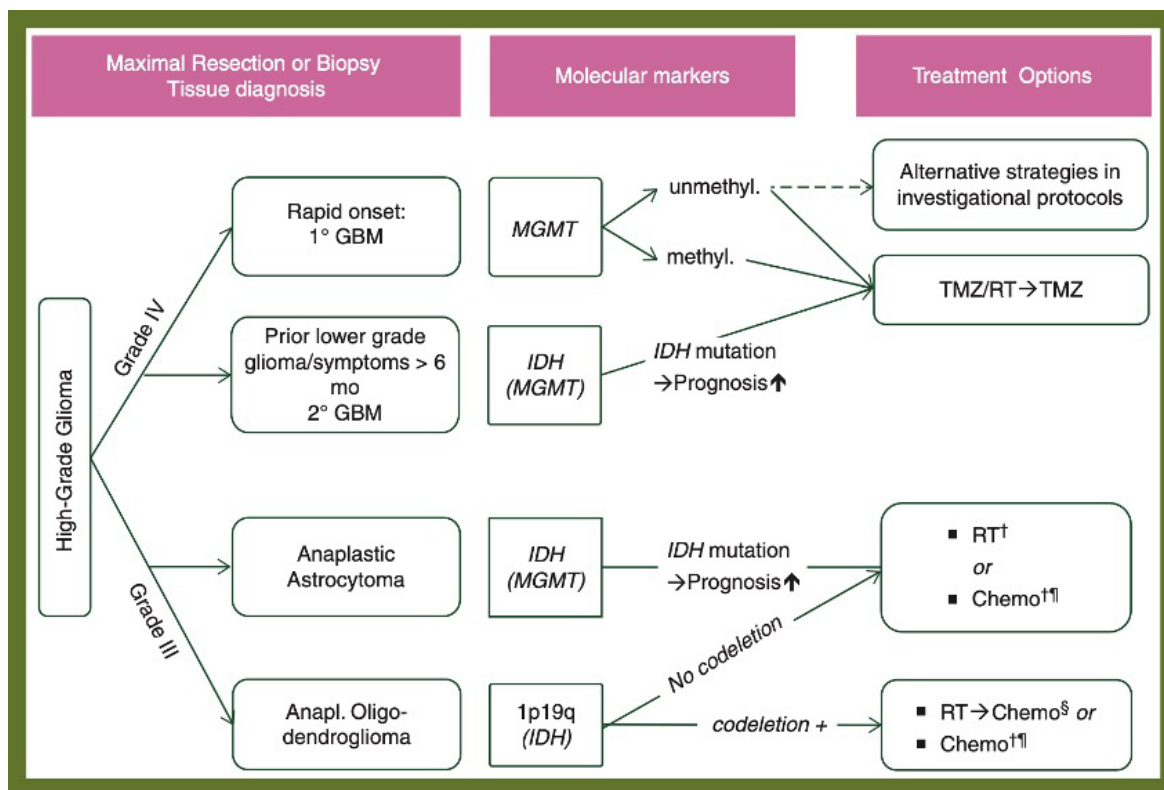 Maximal Resection or Biopsy
Tissue diagnosis
Molecular markers
Treatment Options
High-Grade Glioma
Grade IV
Grade III
Rapid onset:
1° GBM
MGMT
unmethyl.
methyl.
Alternative strategies in
investigational protocols
TMZ/RT→TMZ
Prior lower grade
glioma/symptoms > 6
mo
2° GBM
IDH
(MGMT)
IDH mutation
→Prognosis↑
Anaplastic
Astrocytoma
IDH
(MGMT)
IDH mutation
→Prognosis↑
▪ RT†
or
▪ Chemo†¶
No codeletion
Anapl. Oligo-
dendroglioma
1p19q
(IDH)
codeletion +
▪ RT→Chemo§ or
▪ Chemo†¶